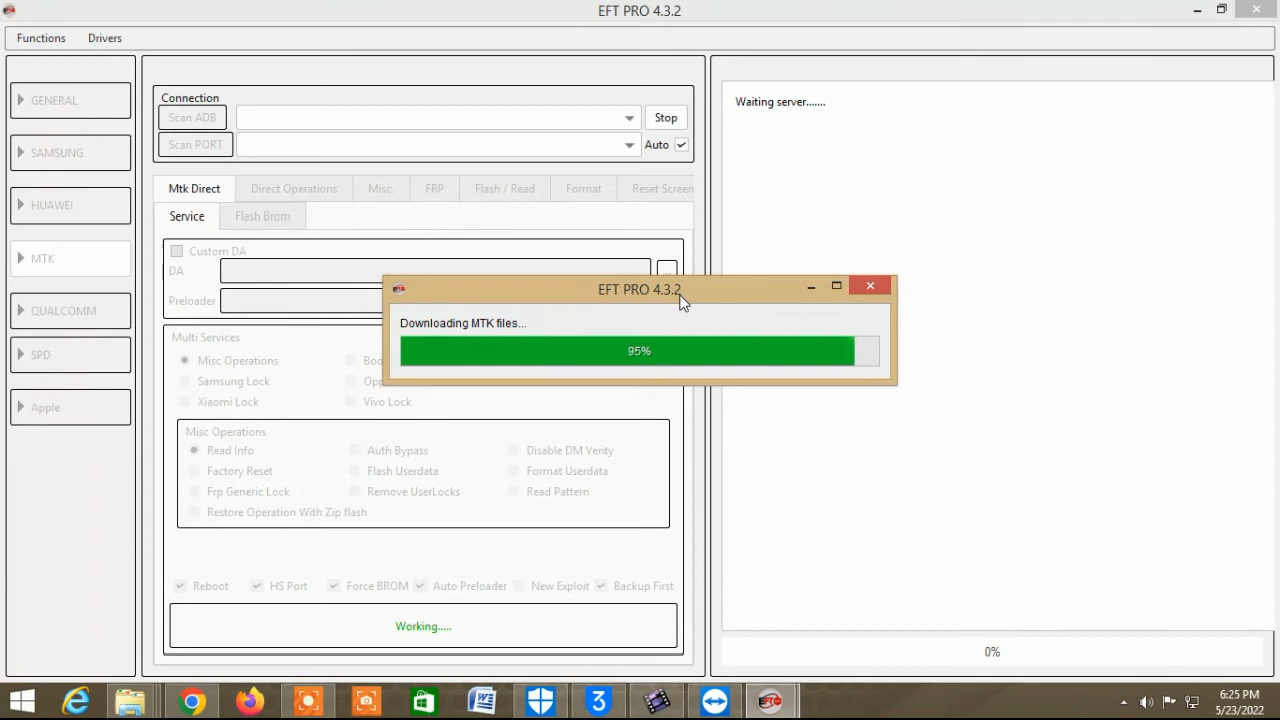 EFT PRO 4.3.2
Functions Drivers
GENERAL
SAMSUNG
HUAWEI
MTK
QUALCOMM
SPD
Apple
Connection
Scan ADB Stop
Scan PORT Auto
Mtk Direct Direct Operations Misc. FRP Flash / Read Format Reset Screen
Service Flash Brom
Custom DA
DA ...
Preloader
Multi Services
Misc Operations Boo
Samsung Lock Opp
Xiaomi Lock Vivo Lock
Misc Operations
Read Info Auth Bypass Disable DM Verity
Factory Reset Flash Userdata Format Userdata
Frp Generic Lock Remove UserLocks Read Pattern
Restore Operation With Zip flash
Reboot HS Port Force BROM Auto Preloader New Exploit Backup First
Working.....
EFT PRO 4.3.2
Downloading MTK files...
95%
Waiting server.......
0%
3
6:25 PM
5/23/2022